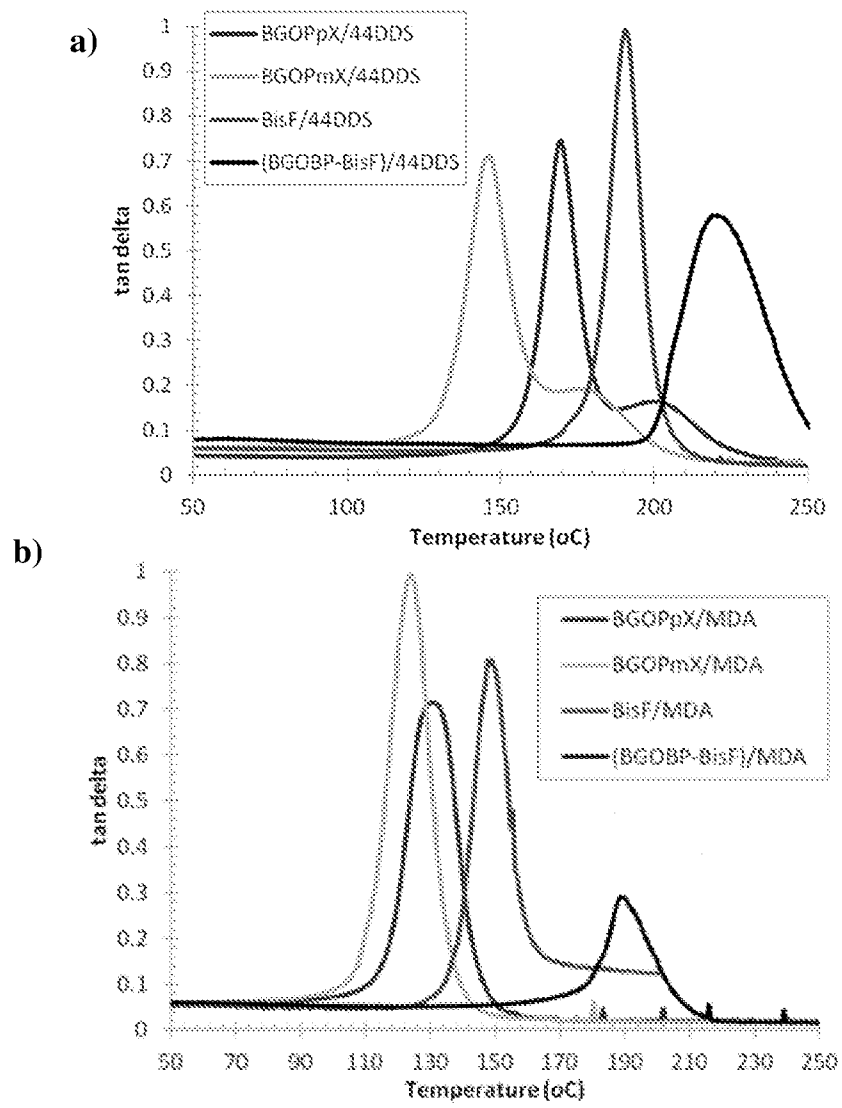 a)
BGOPpX/44DDS
BGOPmX/44DDS
BisF/44DDS
(BGOBP-BisF)/44DDS
tan delta
1
0.9
0.8
0.7
0.6
0.5
0.4
0.3
0.2
0.1
0
50 100 150 200 250
Temperature (oC)
b)
BGOPpX/MDA
BGOPmX/MDA
BisF/MDA
(BGOBP-BisF)/MDA
tan delta
1
0.9
0.8
0.7
0.6
0.5
0.4
0.3
0.2
0.1
0
50 70 90 110 130 150 170 190 210 230 250
Temperature (oC)